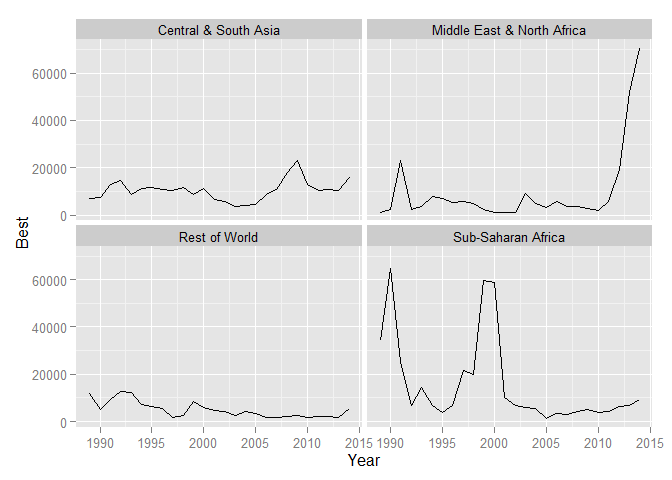 Central & South Asia
Middle East & North Africa
60000
40000
20000
0
Best
Rest of World
Sub-Saharan Africa
60000
40000
20000
0
1990 1995 2000 2005 2010 2015 1990 1995 2000 2005 2010 2015
Year